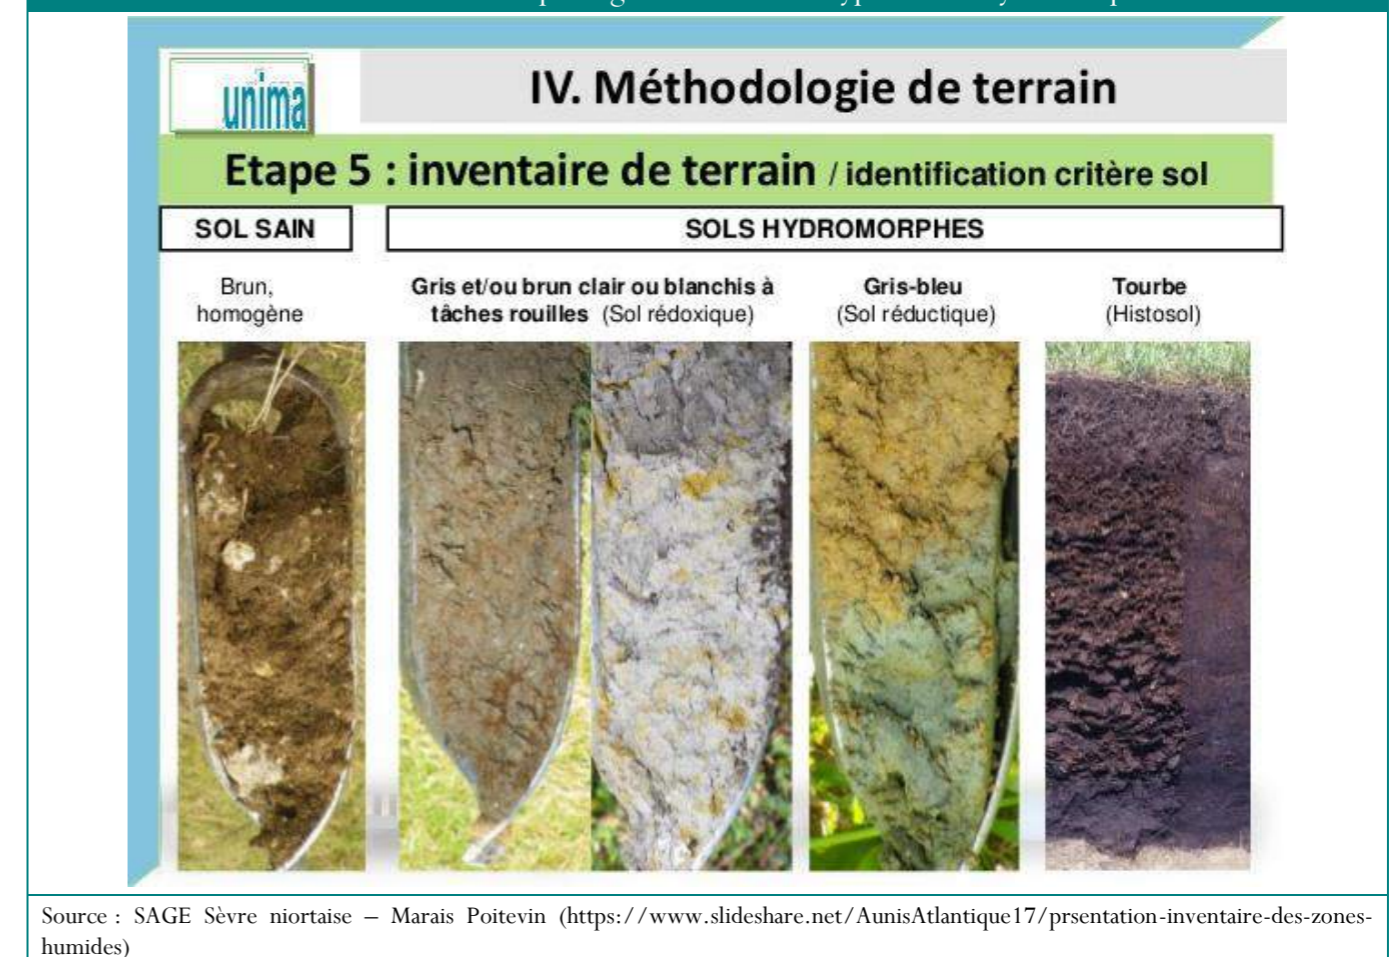 unima
IV. Méthodologie de terrain
Etape 5 : inventaire de terrain / identification critère sol
SOL SAIN
SOLS HYDROMORPHES
Brun,
homogène
Gris et/ou brun clair ou blanchis à
tâches rouilles (Sol rédoxique)
Gris-bleu
(Sol réductique)
Tourbe
(Histosol)
Source : SAGE Sèvre niortaise – Marais Poitevin (https://www.slideshare.net/AunisAtlantique17/prsentation-inventaire-des-zones-
humides)